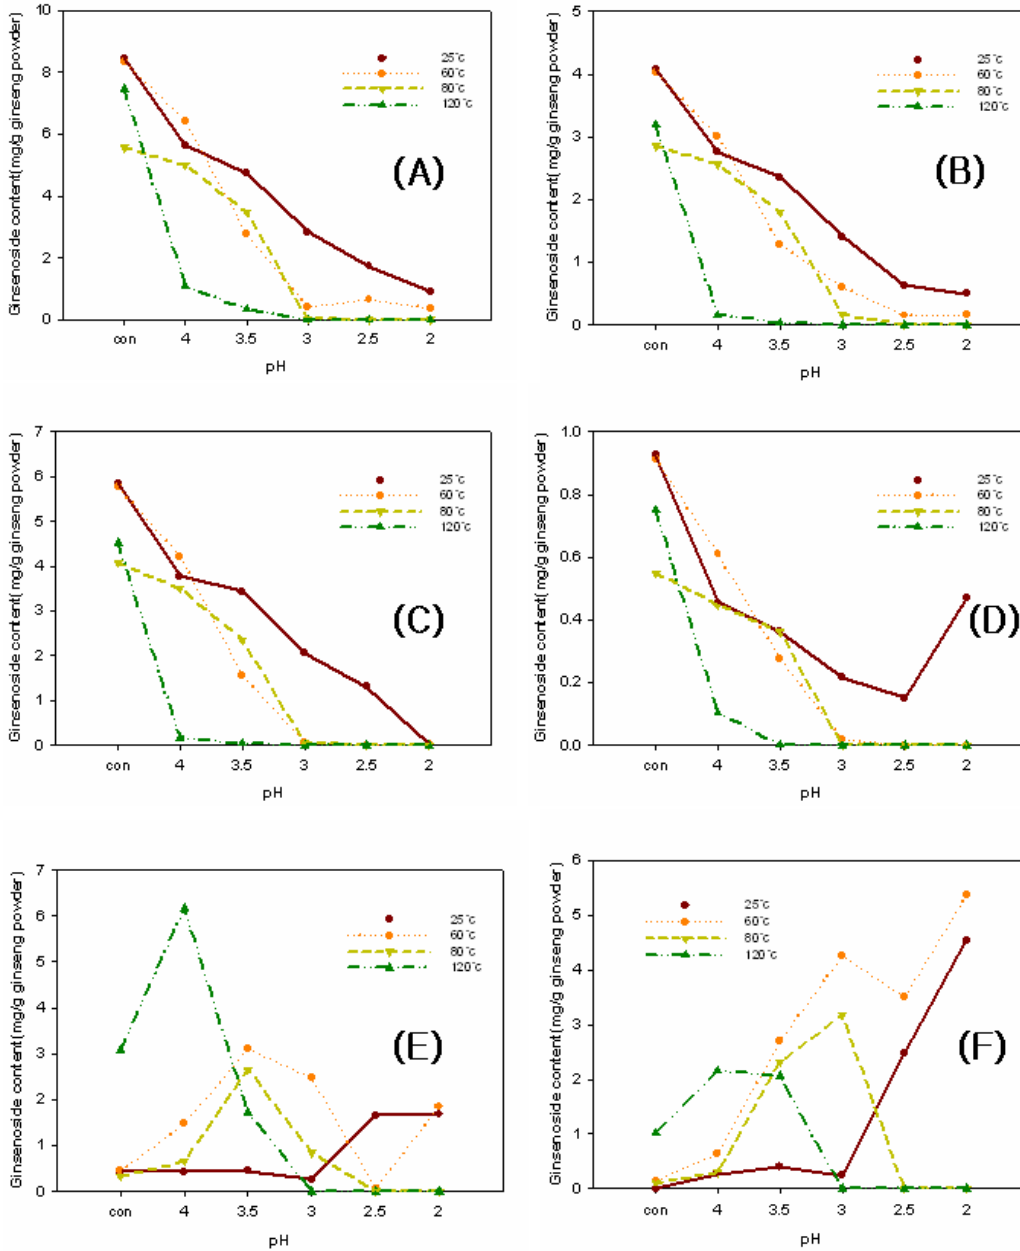 Ginsenoside content(mg/g ginseng powder)
10
8
6
4
2
0
25℃
60℃
80℃
120℃
(A)
con 4 3.5 3 2.5 2
pH
Ginsenoside content( mg/g ginseng powder)
5
4
3
2
1
0
25℃
60℃
80℃
120℃
(B)
con 4 3.5 3 2.5 2
pH
Ginsenoside content( mg/g ginseng powder)
7
6
5
4
3
2
1
0
25℃
60℃
80℃
120℃
(C)
con 4 3.5 3 2.5 2
pH
Ginsenoside content( mg/g ginseng powder)
1.0
0.8
0.6
0.4
0.2
0.0
25℃
60℃
80℃
120℃
(D)
con 4 3.5 3 2.5 2
pH
Ginsenoside content(mg/g ginseng powder)
7
6
5
4
3
2
1
0
25℃
60℃
80℃
120℃
(E)
con 4 3.5 3 2.5 2
pH
Ginsenoside content(mg/g ginseng powder)
6
5
4
3
2
1
0
25℃
60℃
80℃
120℃
(F)
con 4 3.5 3 2.5 2
pH